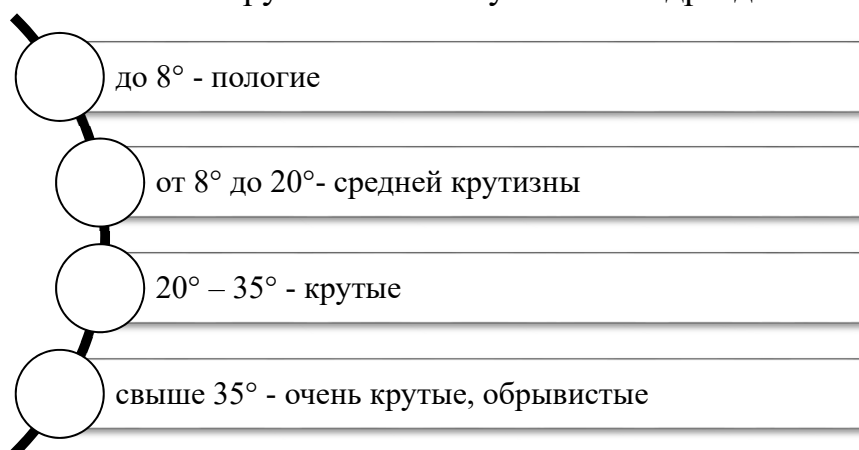 до 8° - пологие
от 8° до 20°- средней крутизны
20° – 35° - крутые
свыше 35° - очень крутые, обрывистые